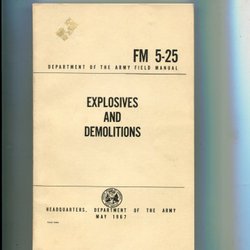 FM 5-25
DEPARTMENT OF THE ARMY FIELD MANUAL
EXPLOSIVES
AND
DEMOLITIONS
HEADQUARTERS, DEPARTMENT OF THE ARMY
MAY 1967